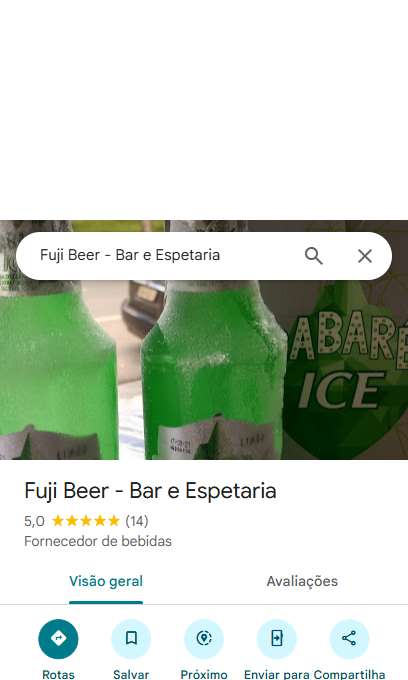 Fuji Beer - Bar e Espetaria
ABARÉ
ICE
Fuji Beer - Bar e Espetaria
5,0 ★★★★★ (14)
Fornecedor de bebidas
Visão geral Avaliações
Rotas Salvar Próximo Enviar para Compartilha